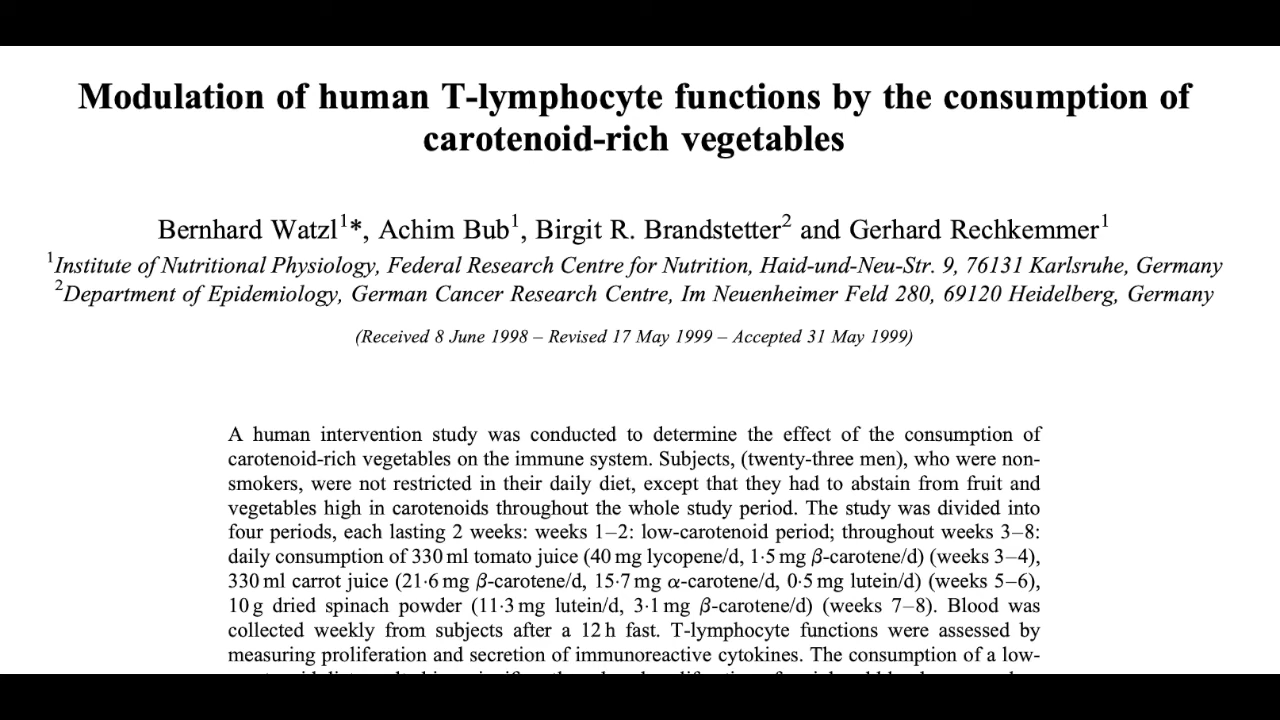 Modulation of human T-lymphocyte functions by the consumption of
carotenoid-rich vegetables
Bernhard Watzl1*, Achim Bub1, Birgit R. Brandstetter2 and Gerhard Rechkemmer1
1Institute of Nutritional Physiology, Federal Research Centre for Nutrition, Haid-und-Neu-Str. 9, 76131 Karlsruhe, Germany
2Department of Epidemiology, German Cancer Research Centre, Im Neuenheimer Feld 280, 69120 Heidelberg, Germany
(Received 8 June 1998 – Revised 17 May 1999 – Accepted 31 May 1999)
A human intervention study was conducted to determine the effect of the consumption of
carotenoid-rich vegetables on the immune system. Subjects, (twenty-three men), who were non-
smokers, were not restricted in their daily diet, except that they had to abstain from fruit and
vegetables high in carotenoids throughout the whole study period. The study was divided into
four periods, each lasting 2 weeks: weeks 1–2: low-carotenoid period; throughout weeks 3–8:
daily consumption of 330 ml tomato juice (40 mg lycopene/d, 1·5 mg β-carotene/d) (weeks 3–4),
330 ml carrot juice (21·6 mg β-carotene/d, 15·7 mg α-carotene/d, 0·5 mg lutein/d) (weeks 5–6),
10 g dried spinach powder (11·3 mg lutein/d, 3·1 mg β-carotene/d) (weeks 7–8). Blood was
collected weekly from subjects after a 12 h fast. T-lymphocyte functions were assessed by
measuring proliferation and secretion of immunoreactive cytokines. The consumption of a low-